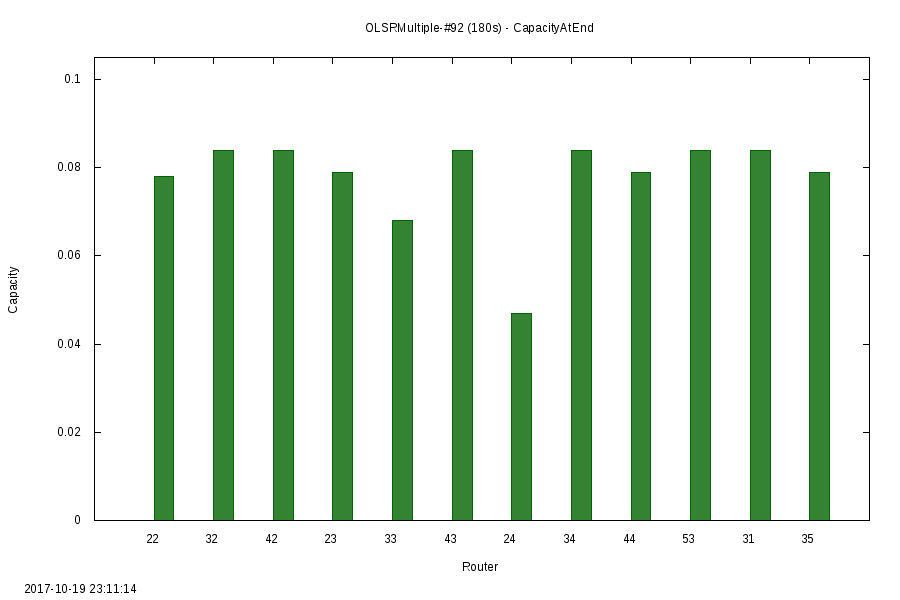 OLSRMultiple-#92 (180s) - CapacityAtEnd
0.1
0.08
0.06
0.04
0.02
0
Capacity
22 32 42 23 33 43 24 34 44 53 31 35
Router
2017-10-19 23:11:14